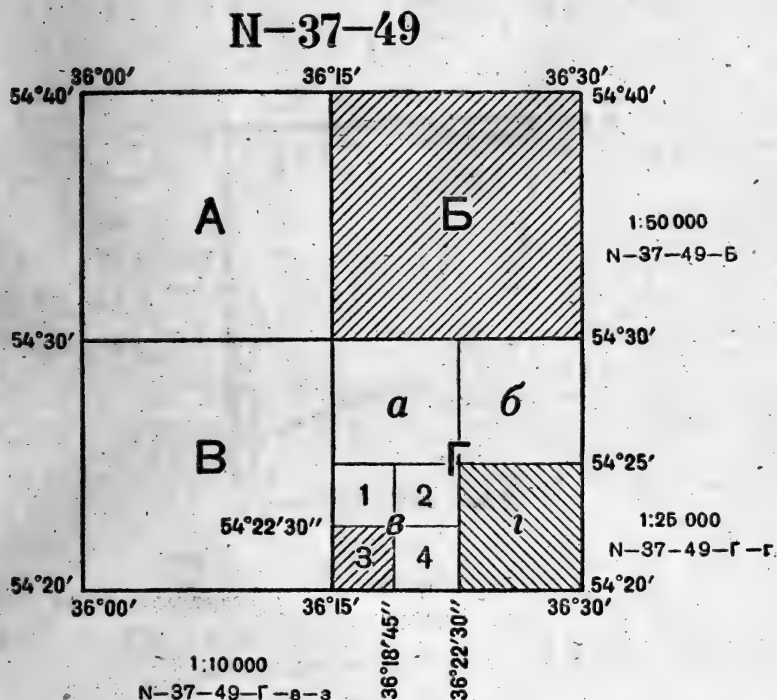 N–37–49
36°00′ 36°15′ 36°30′
54°40′ 54°40′
А Б
1:50 000
N–37–49–Б
54°30′ 54°30′
а б
В Г
54°25′
1 2
54°22′30″ в г
1:25 000
3 4
N–37–49–Г–г
54°20′ 54°20′
36°00′ 36°15′ 36°30′
36°18′45″
36°22′30″
1:10 000
N–37–49–Г–в–з